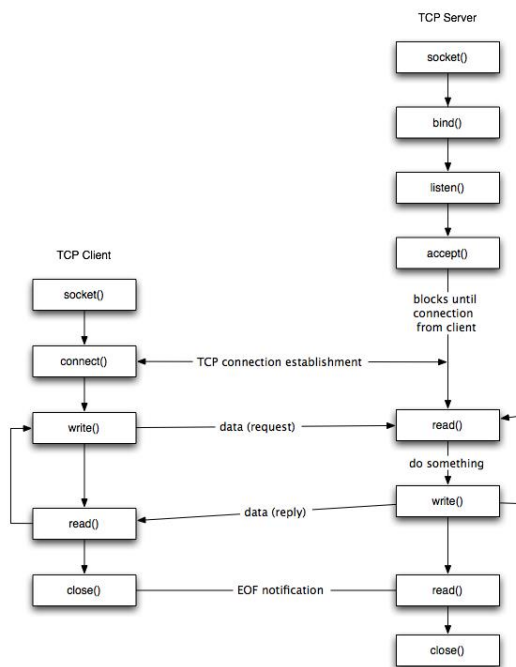 TCP Server
socket()
bind()
listen()
accept()
blocks until
connection
from client
TCP Client
socket()
connect()
TCP connection establishment
write()
data (request)
read()
do something
write()
data (reply)
read()
close()
EOF notification
read()
close()